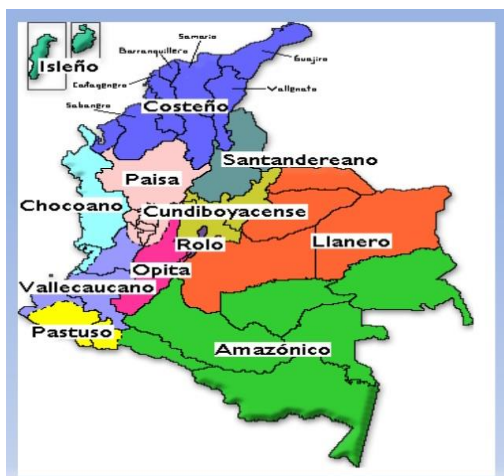 Samario
Barranquillero
Guajiro
Isleño
Cartagenero
Vallenato
Sabanero
Costeño
Santandereano
Paisa
Chocoano
Cundiboyacense
Rolo
Llanero
Opita
Vallecaucano
Pastuso
Amazónico